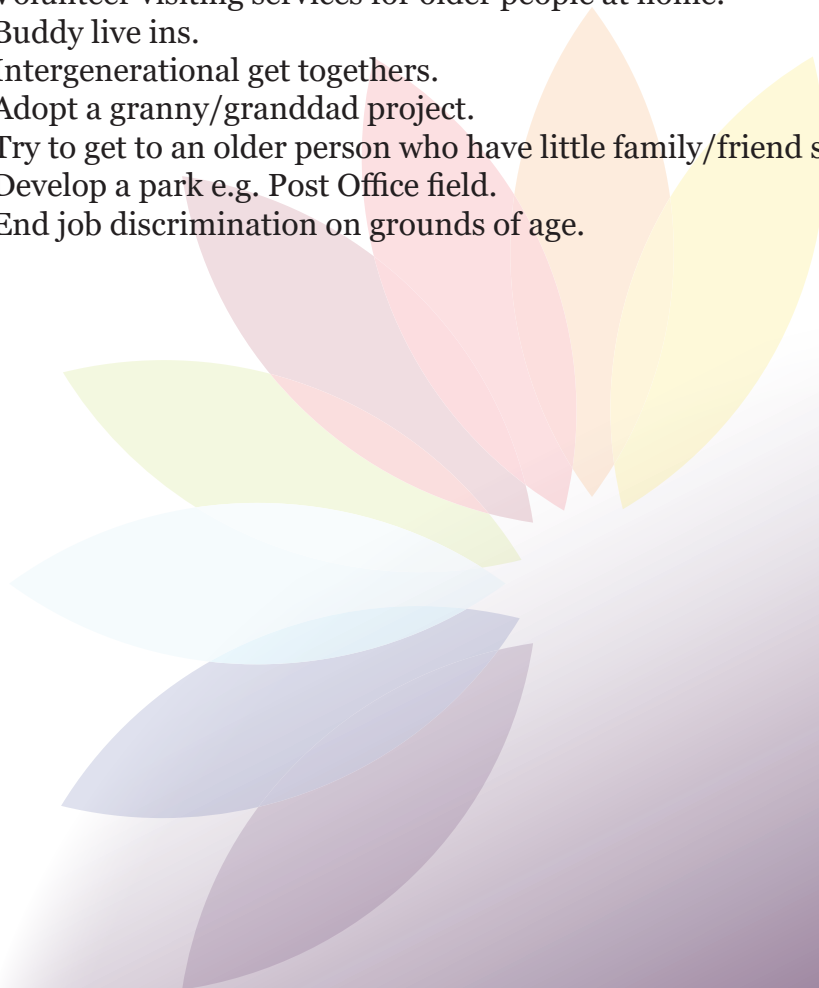 Volunteer visiting services for older people at home.
Buddy live ins.
Intergenerational get togethers.
Adopt a granny/granddad project.
Try to get to an older person who have little family/friend
Develop a park e.g. Post Office field.
End job discrimination on grounds of age.